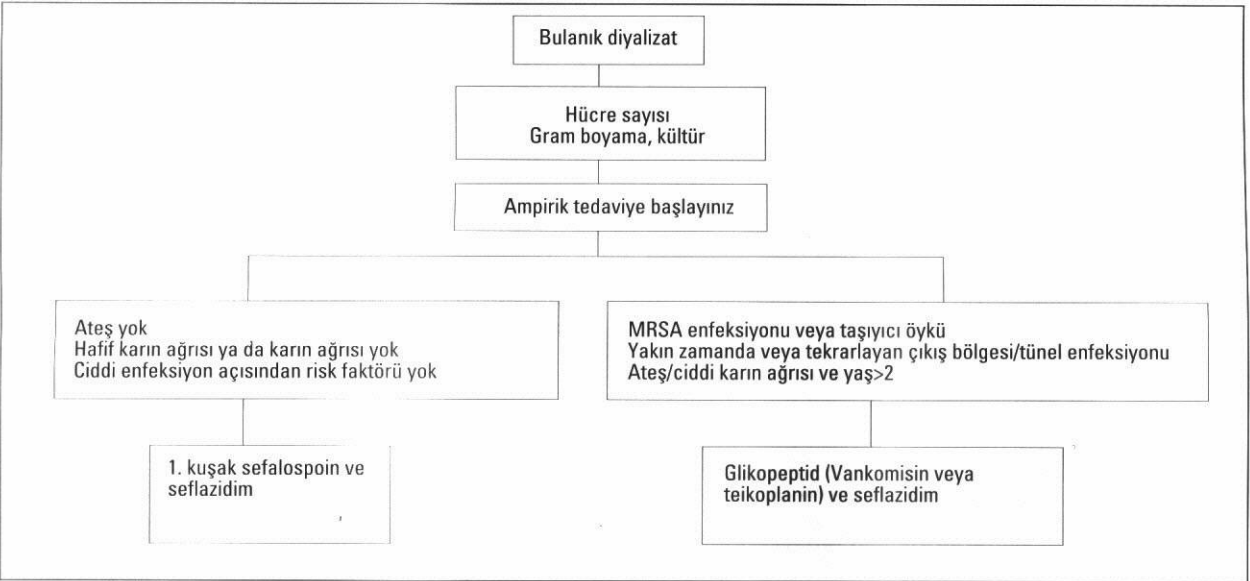 Bulanık diyalizat
Hücre sayısı
Gram boyama, kültür
Ampirik tedaviye başlayınız
Ateş yok
Hafif karın ağrısı ya da karın ağrısı yok
Ciddi enfeksiyon açısından risk faktörü yok
MRSA enfeksiyonu veya taşıyıcı öykü
Yakın zamanda veya tekrarlayan çıkış bölgesi/tünel enfeksiyonu
Ateş/ciddi karın ağrısı ve yaş>2
1. kuşak sefalospoin ve
seflazidim
Glikopeptid (Vankomisin veya
teikoplanin) ve seflazidim